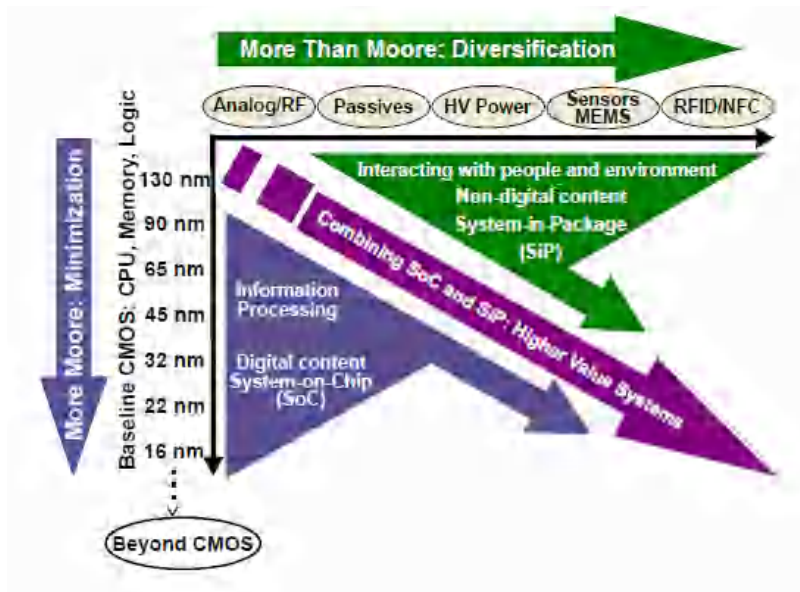 More Than Moore: Diversification
Analog/RF
Passives
HV Power
Sensors
MEMS
RFID/NFC
More Moore: Minimization
Baseline CMOS: CPU, Memory, Logic
130 nm
90 nm
65 nm
45 nm
32 nm
22 nm
16 nm
Interacting with people and environment
Non-digital content
System-in-Package
(SiP)
Combining SoC and SiP: Higher Value Systems
Information
Processing
Digital content
System-on-Chip
(SoC)
Beyond CMOS